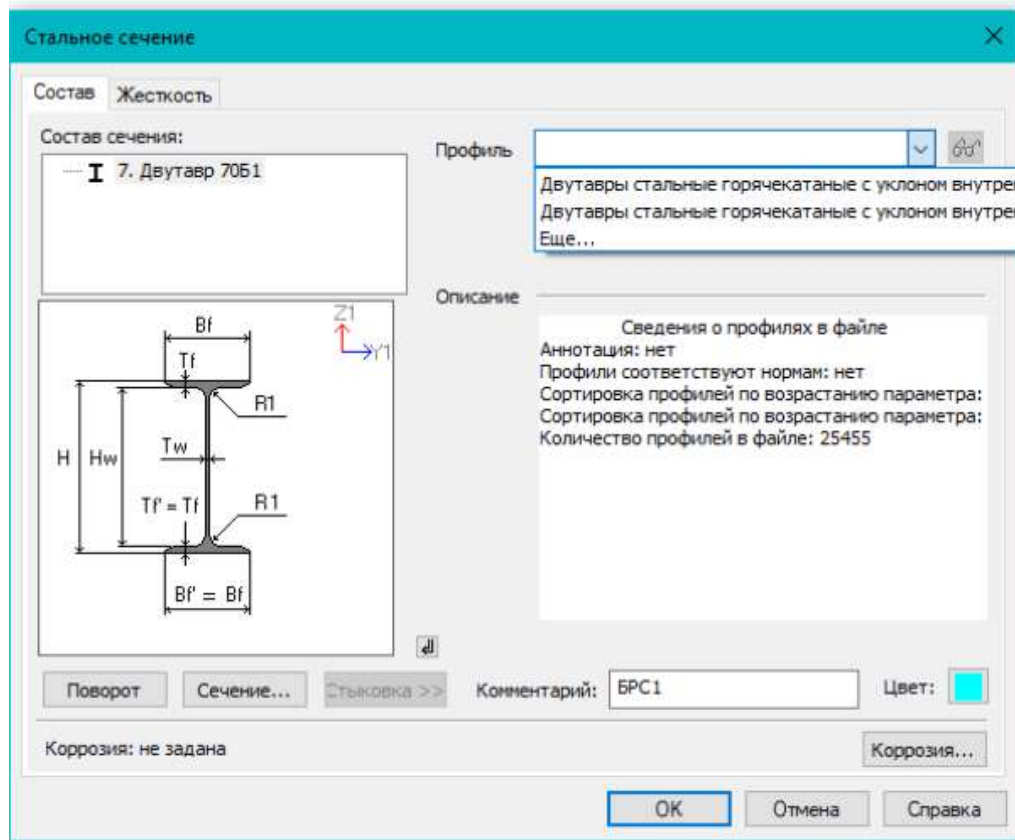 Стальное сечение
Состав Жесткость
Состав сечения:
7. Двутавр 70Б1
Профиль
Двутавры стальные горячекатаные с уклоном внутре
Двутавры стальные горячекатаные с уклоном внутре
Еще...
Описание
Сведения о профилях в файле
Аннотация: нет
Профили соответствуют нормам: нет
Сортировка профилей по возрастанию параметра:
Сортировка профилей по возрастанию параметра:
Количество профилей в файле: 25455
Z1
Y1
Bf
Tf
R1
H
Hw
Tw
Tf' = Tf
R1
Bf' = Bf
Поворот
Сечение...
Стыковка >>
Комментарий:
БРС1
Цвет:
Коррозия: не задана
Коррозия...
OK
Отмена
Справка